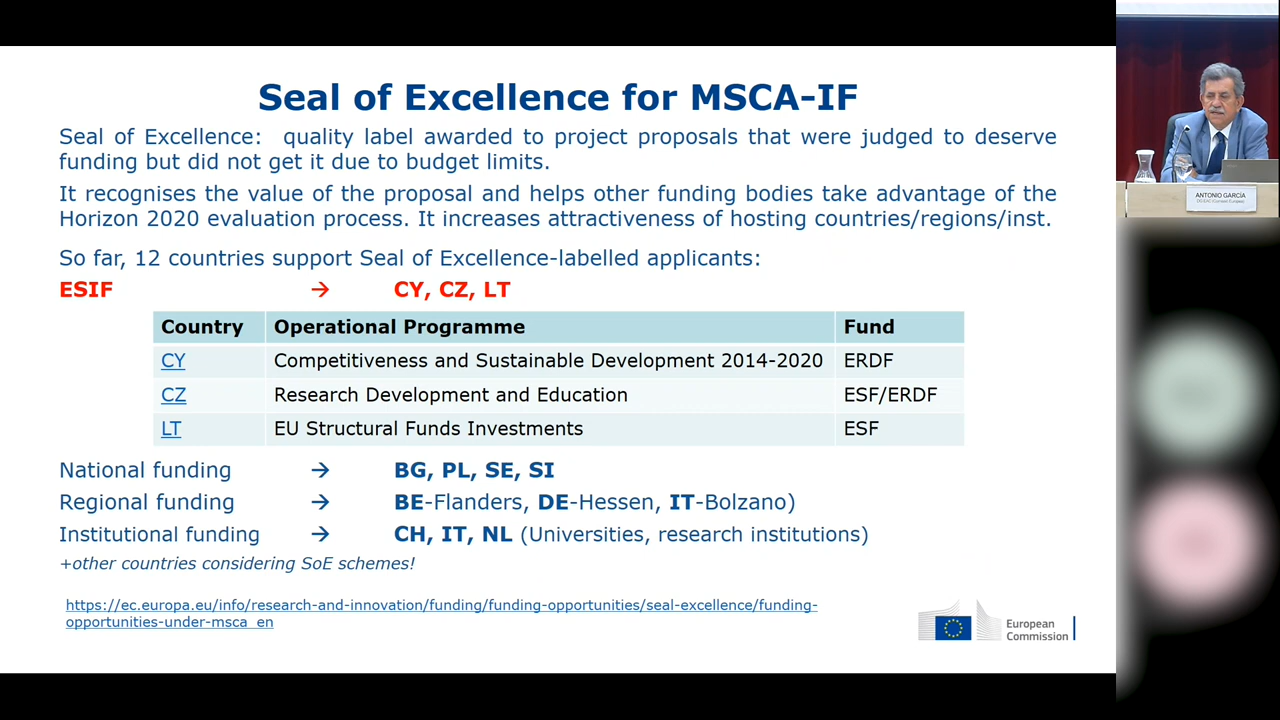 Seal of Excellence for MSCA-IF
Seal of Excellence: quality label awarded to project proposals that were judged to deserve
funding but did not get it due to budget limits.
It recognises the value of the proposal and helps other funding bodies take advantage of the
Horizon 2020 evaluation process. It increases attractiveness of hosting countries/regions/inst.
So far, 12 countries support Seal of Excellence-labelled applicants:
ESIF → CY, CZ, LT
Country Operational Programme Fund
CY Competitiveness and Sustainable Development 2014-2020 ERDF
CZ Research Development and Education ESF/ERDF
LT EU Structural Funds Investments ESF
National funding → BG, PL, SE, SI
Regional funding → BE-Flanders, DE-Hessen, IT-Bolzano)
Institutional funding → CH, IT, NL (Universities, research institutions)
+other countries considering SoE schemes!
https://ec.europa.eu/info/research-and-innovation/funding/funding-opportunities/seal-excellence/funding-
opportunities-under-msca_en
European
Commission
ANTONIO GARCÍA